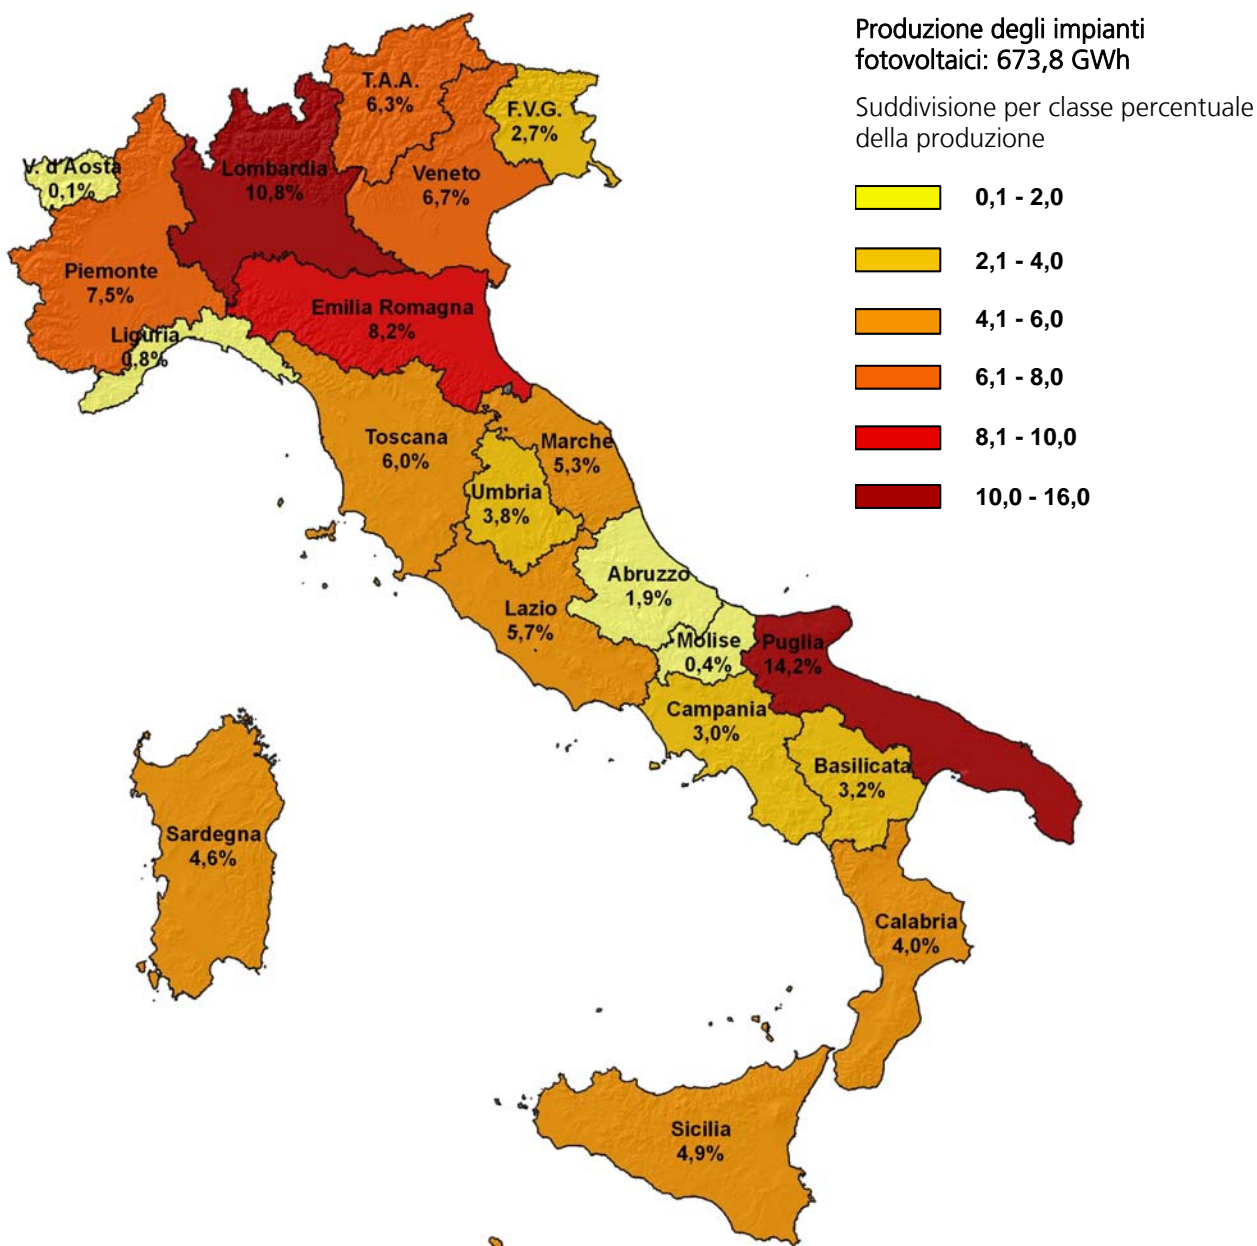 Produzione degli impianti
fotovoltaici: 673,8 GWh
Suddivisione per classe percentuale
della produzione
0,1 - 2,0
2,1 - 4,0
4,1 - 6,0
6,1 - 8,0
8,1 - 10,0
10,0 - 16,0
T.A.A.
6,3%
F.V.G.
2,7%
V. d'Aosta
0,1%
Lombardia
10,8%
Veneto
6,7%
Piemonte
7,5%
Emilia Romagna
8,2%
Liguria
0,8%
Toscana
6,0%
Marche
5,3%
Umbria
3,8%
Abruzzo
1,9%
Lazio
5,7%
Molise
0,4%
Puglia
14,2%
Campania
3,0%
Basilicata
3,2%
Sardegna
4,6%
Calabria
4,0%
Sicilia
4,9%